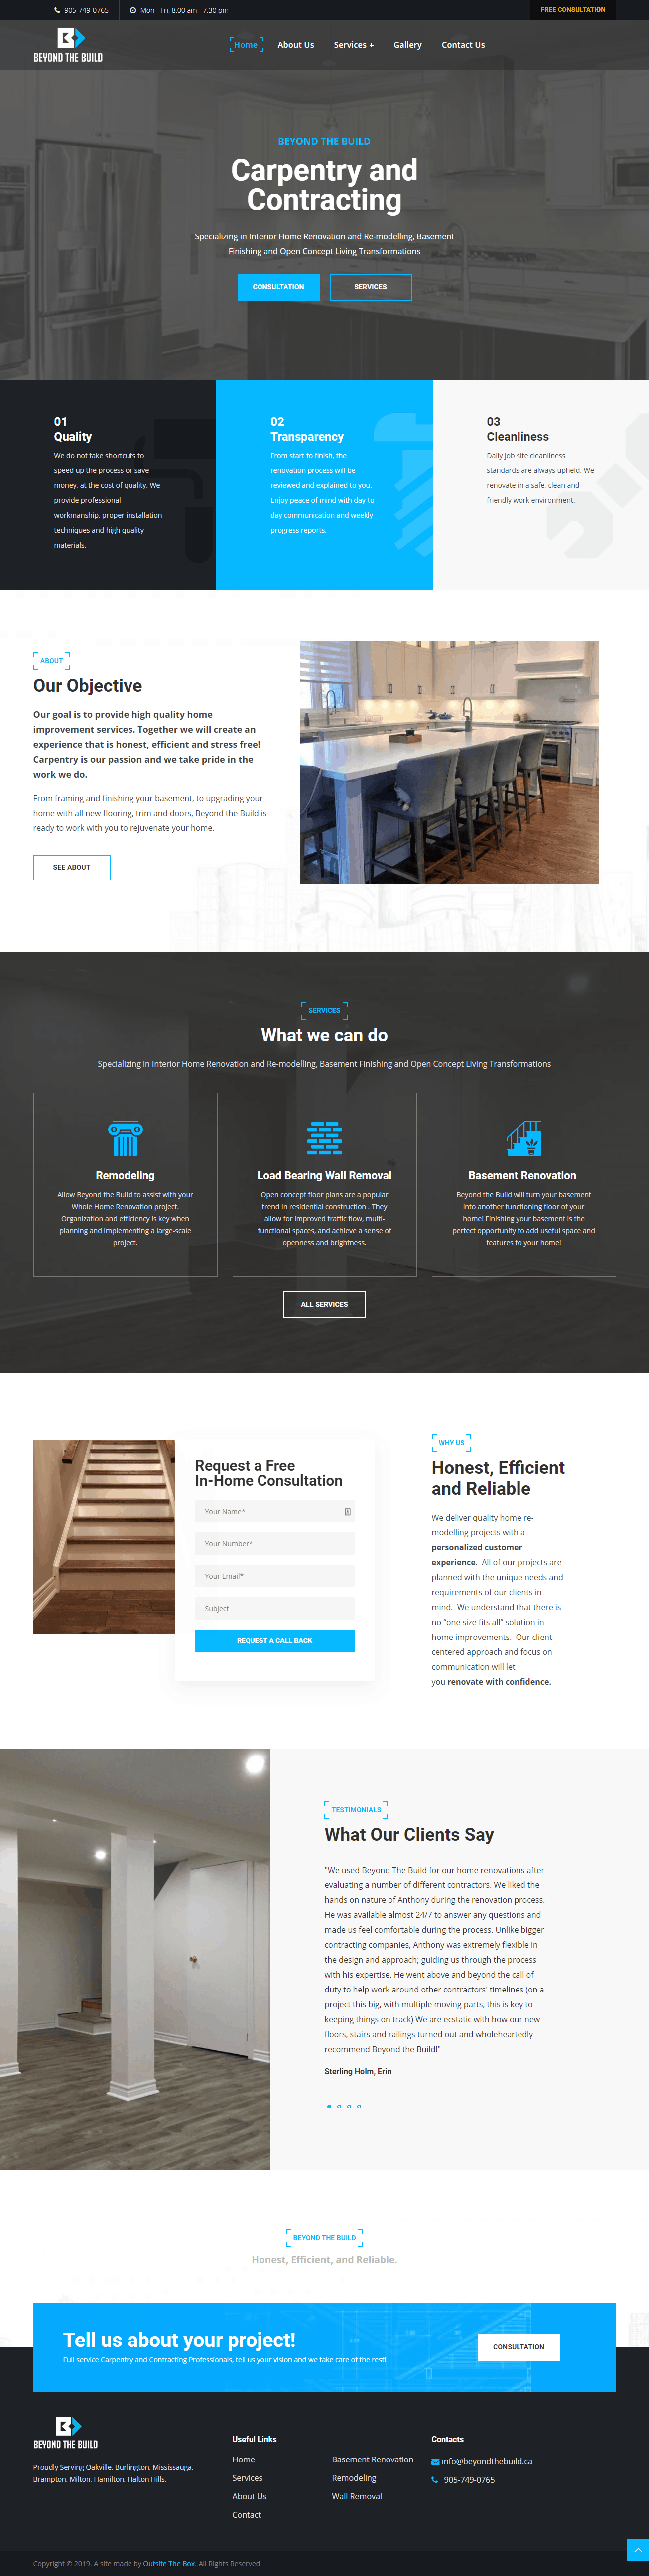 905-749-0765
Mon - Fri: 8.00 am - 7.30 pm
FREE CONSULTATION
BEYOND THE BUILD
Home
About Us
Services +
Gallery
Contact Us
BEYOND THE BUILD
Carpentry and
Contracting
Specializing in Interior Home Renovation and Re-modelling, Basement
Finishing and Open Concept Living Transformations
CONSULTATION
SERVICES
01
Quality
We do not take shortcuts to
speed up the process or save
money, at the cost of quality. We
provide professional
workmanship, proper installation
techniques and high quality
materials.
02
Transparency
From start to finish, the
renovation process will be
reviewed and explained to you.
Enjoy peace of mind with day-to-
day communication and weekly
progress reports.
03
Cleanliness
Daily job site cleanliness
standards are always upheld. We
renovate in a safe, clean and
friendly work environment.
ABOUT
Our Objective
Our goal is to provide high quality home
improvement services. Together we will create an
experience that is honest, efficient and stress free!
Carpentry is our passion and we take pride in the
work we do.
From framing and finishing your basement, to upgrading your
home with all new flooring, trim and doors, Beyond the Build is
ready to work with you to rejuvenate your home.
SEE ABOUT
SERVICES
What we can do
Specializing in Interior Home Renovation and Re-modelling, Basement Finishing and Open Concept Living Transformations
Remodeling
Allow Beyond the Build to assist with your
Whole Home Renovation project.
Organization and efficiency is key when
planning and implementing a large-scale
project.
Load Bearing Wall Removal
Open concept floor plans are a popular
trend in residential construction . They
allow for improved traffic flow, multi-
functional spaces, and achieve a sense of
openness and brightness.
Basement Renovation
Beyond the Build will turn your basement
into another functioning floor of your
home! Finishing your basement is the
perfect opportunity to add useful space and
features to your home!
ALL SERVICES
Request a Free
In-Home Consultation
Your Name*
Your Number*
Your Email*
Subject
REQUEST A CALL BACK
WHY US
Honest, Efficient
and Reliable
We deliver quality home re-
modelling projects with a
personalized customer
experience. All of our projects are
planned with the unique needs and
requirements of our clients in
mind. We understand that there is
no “one size fits all” solution in
home improvements. Our client-
centered approach and focus on
communication will let
you renovate with confidence.
TESTIMONIALS
What Our Clients Say
"We used Beyond The Build for our home renovations after
evaluating a number of different contractors. We liked the
hands on nature of Anthony during the renovation process.
He was available almost 24/7 to answer any questions and
made us feel comfortable during the process. Unlike bigger
contracting companies, Anthony was extremely flexible in
the design and approach; guiding us through the process
with his expertise. He went above and beyond the call of
duty to help work around other contractors' timelines (on a
project this big, with multiple moving parts, this is key to
keeping things on track) We are ecstatic with how our new
floors, stairs and railings turned out and wholeheartedly
recommend Beyond the Build!"
Sterling Holm, Erin
BEYOND THE BUILD
Honest, Efficient, and Reliable.
Tell us about your project!
Full service Carpentry and Contracting Professionals, tell us your vision and we take care of the rest!
CONSULTATION
BEYOND THE BUILD
Proudly Serving Oakville, Burlington, Mississauga,
Brampton, Milton, Hamilton, Halton Hills.
Useful Links
Home
Services
About Us
Contact
Basement Renovation
Remodeling
Wall Removal
Contacts
info@beyondthebuild.ca
905-749-0765
Copyright © 2019. A site made by Outsite The Box. All Rights Reserved